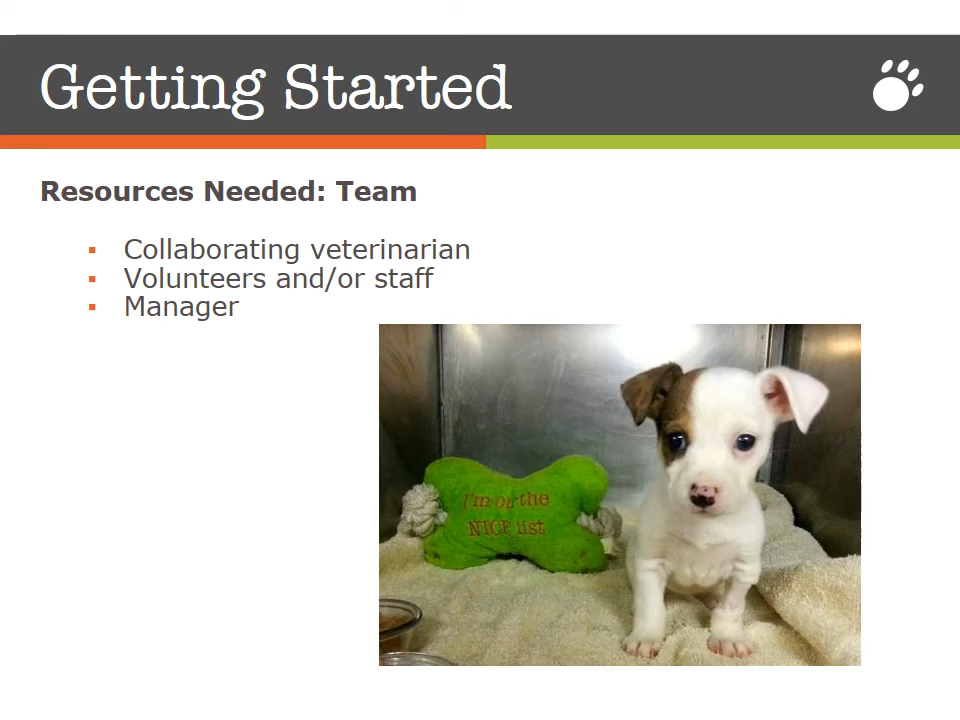 Getting Started
Resources Needed: Team
▪ Collaborating veterinarian
▪ Volunteers and/or staff
▪ Manager
I'm on the
NICE list